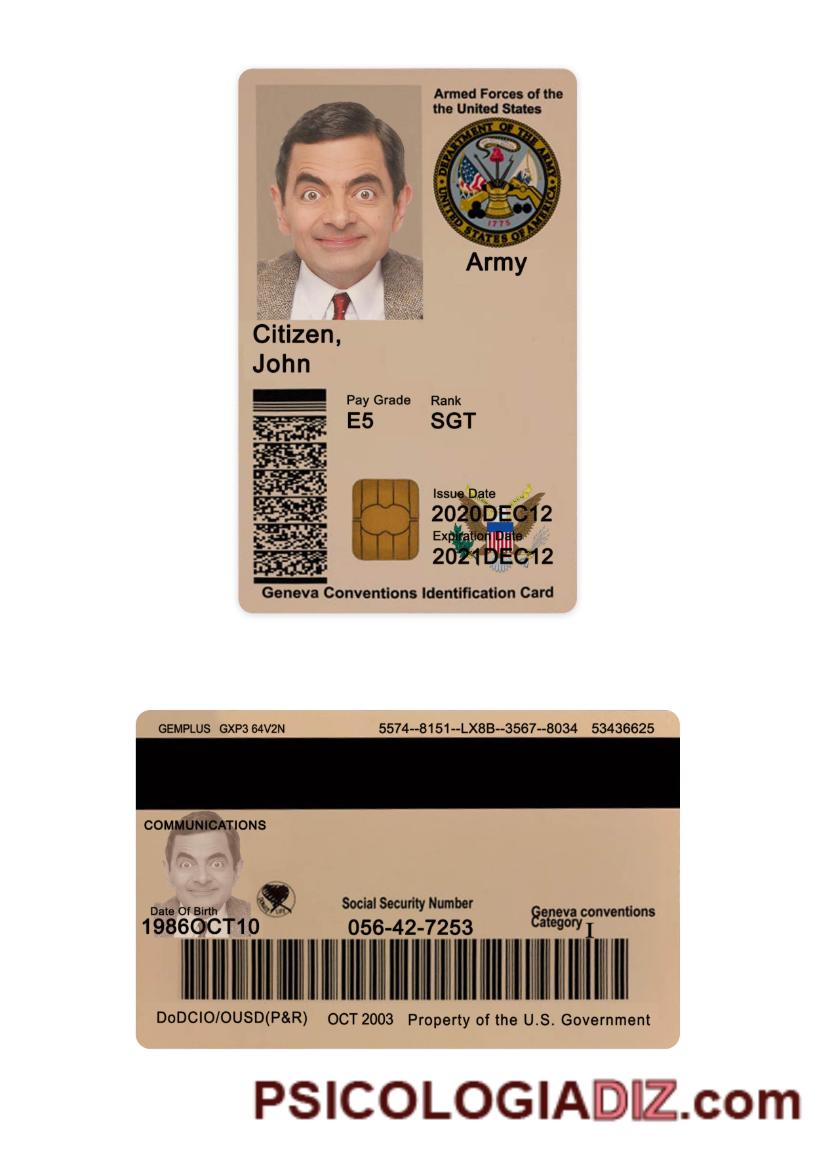 Armed Forces of the
the United States
DEPARTMENT OF THE ARMY
UNITED STATES OF AMERICA
1775
Army
Citizen,
John
Pay Grade Rank
E5 SGT
Issue Date
2020DEC12
Expiration Date
2021DEC12
Geneva Conventions Identification Card
GEMPLUS GXP3 64V2N 5574--8151--LX8B--3567--8034 53436625
COMMUNICATIONS
Date Of Birth Social Security Number Geneva conventions
Category I
1986OCT10 056-42-7253
DoDCIO/OUSD(P&R) OCT 2003 Property of the U.S. Government
PSICOLOGIADIZ.com